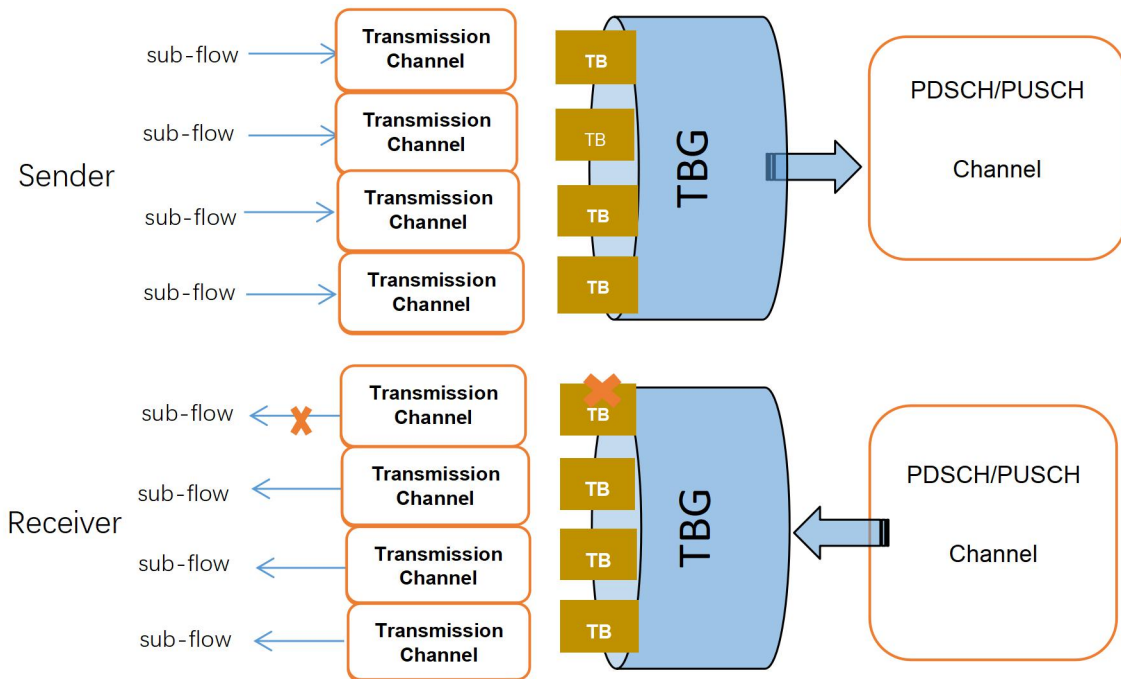 sub-flow
Transmission
Channel
TB
sub-flow
Transmission
Channel
TB
Sender
sub-flow
Transmission
Channel
TB
sub-flow
Transmission
Channel
TB
TBG
PDSCH/PUSCH
Channel
sub-flow
Transmission
Channel
TB
sub-flow
Transmission
Channel
TB
Receiver
sub-flow
Transmission
Channel
TB
sub-flow
Transmission
Channel
TB
TBG
PDSCH/PUSCH
Channel